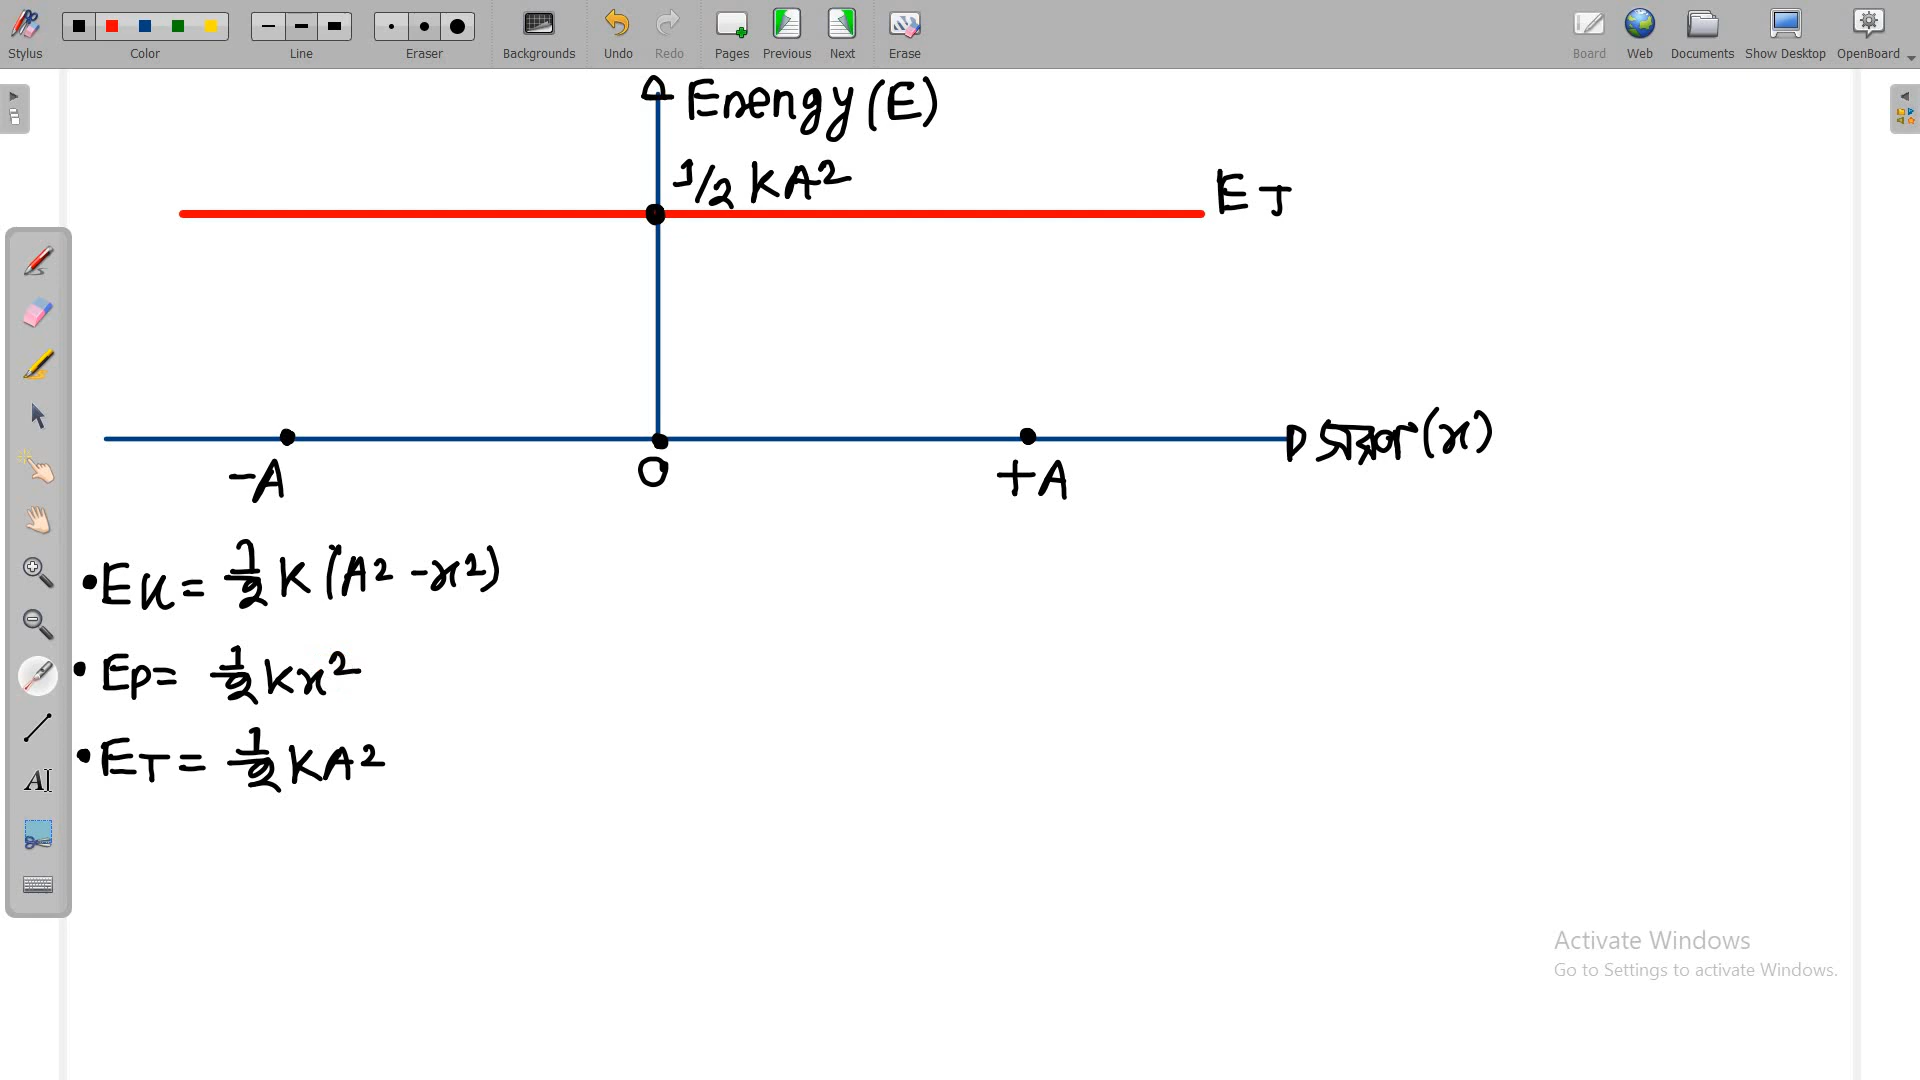 Stylus Color Line Eraser Backgrounds Undo Redo Pages Previous Next Erase Board Web Documents Show Desktop OpenBoard
Energy (E)
1/2 KA²
ET
সরণ (x)
-A O +A
• EK = 1/2 K (A² - x²)
• EP = 1/2 Kx²
• ET = 1/2 KA²
Activate Windows
Go to Settings to activate Windows.